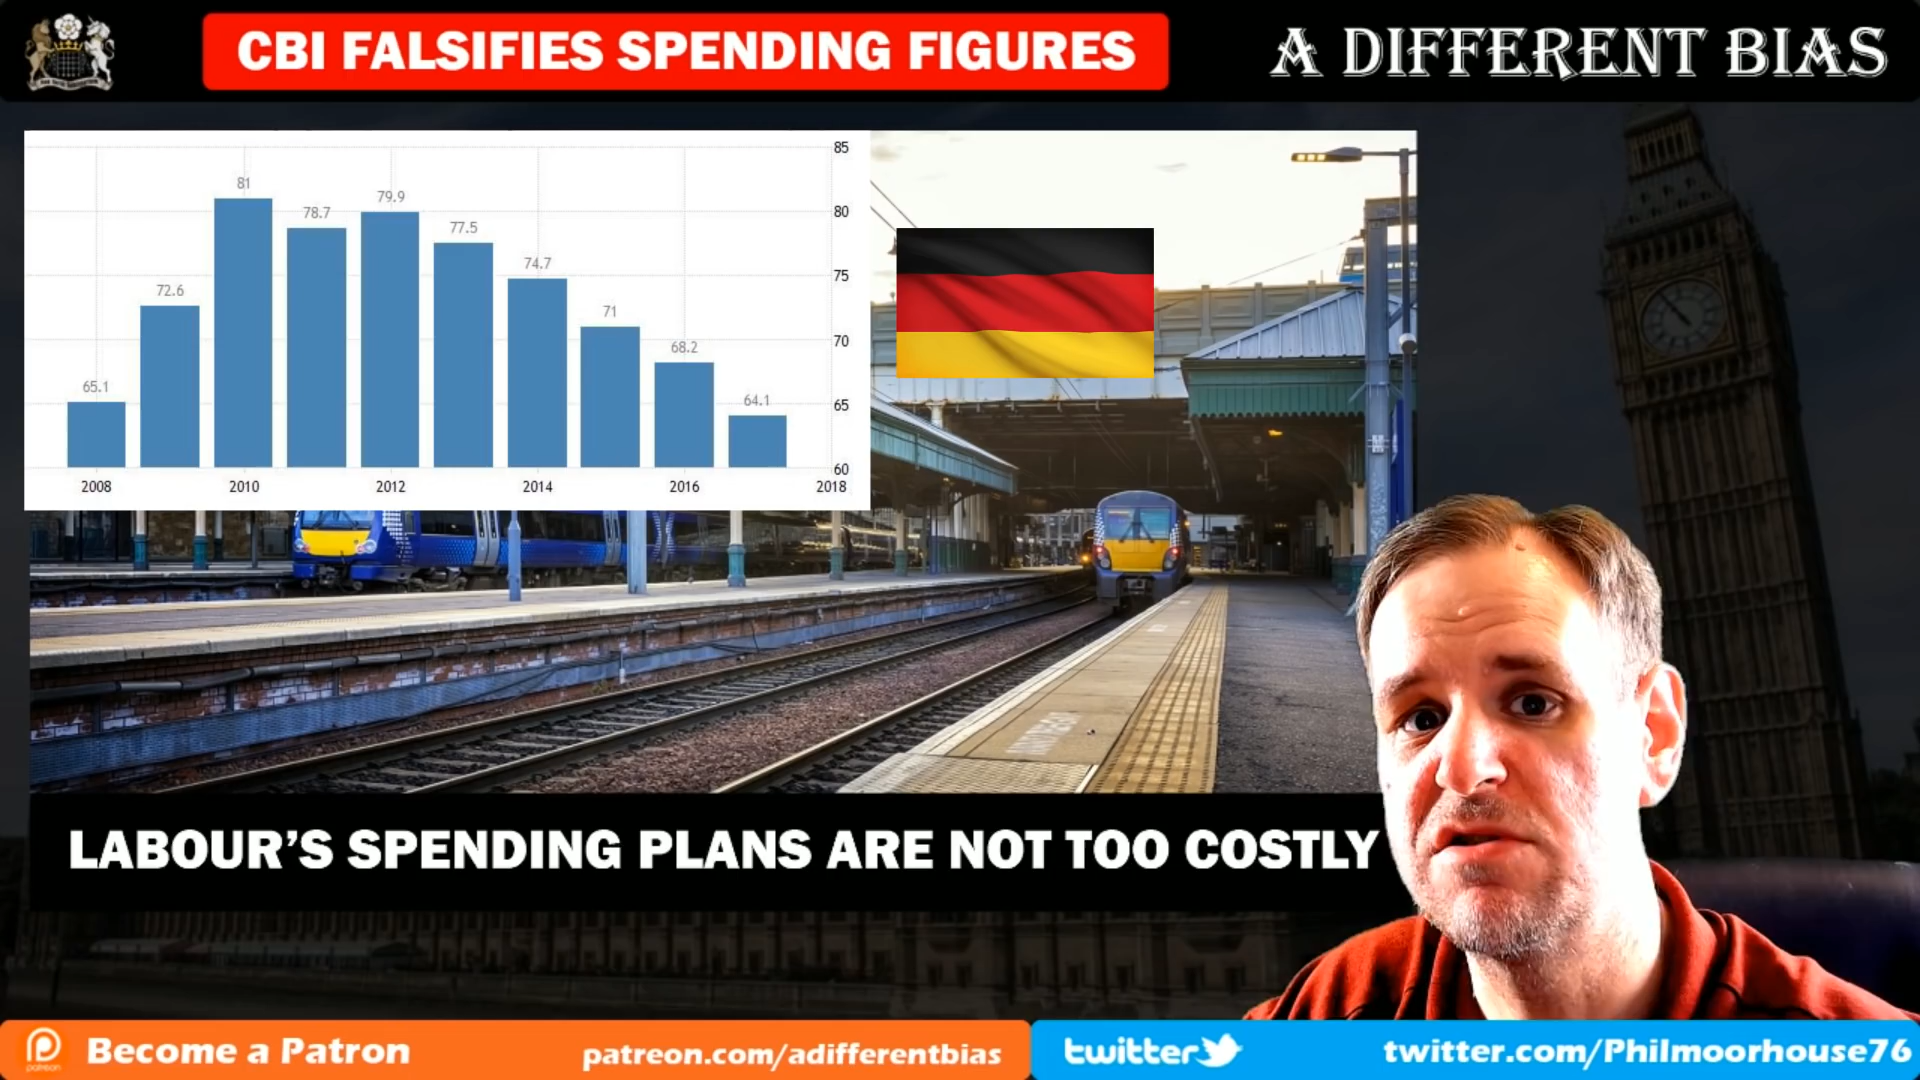 CBI FALSIFIES SPENDING FIGURES
A DIFFERENT BIAS
85
80
75
70
65
60
65.1
72.6
81
78.7
79.9
77.5
74.7
71
68.2
64.1
2008
2010
2012
2014
2016
2018
LABOUR’S SPENDING PLANS ARE NOT TOO COSTLY
patreon
Become a Patron
patreon.com/adifferentbias
twitter
twitter.com/Philmoorhouse76